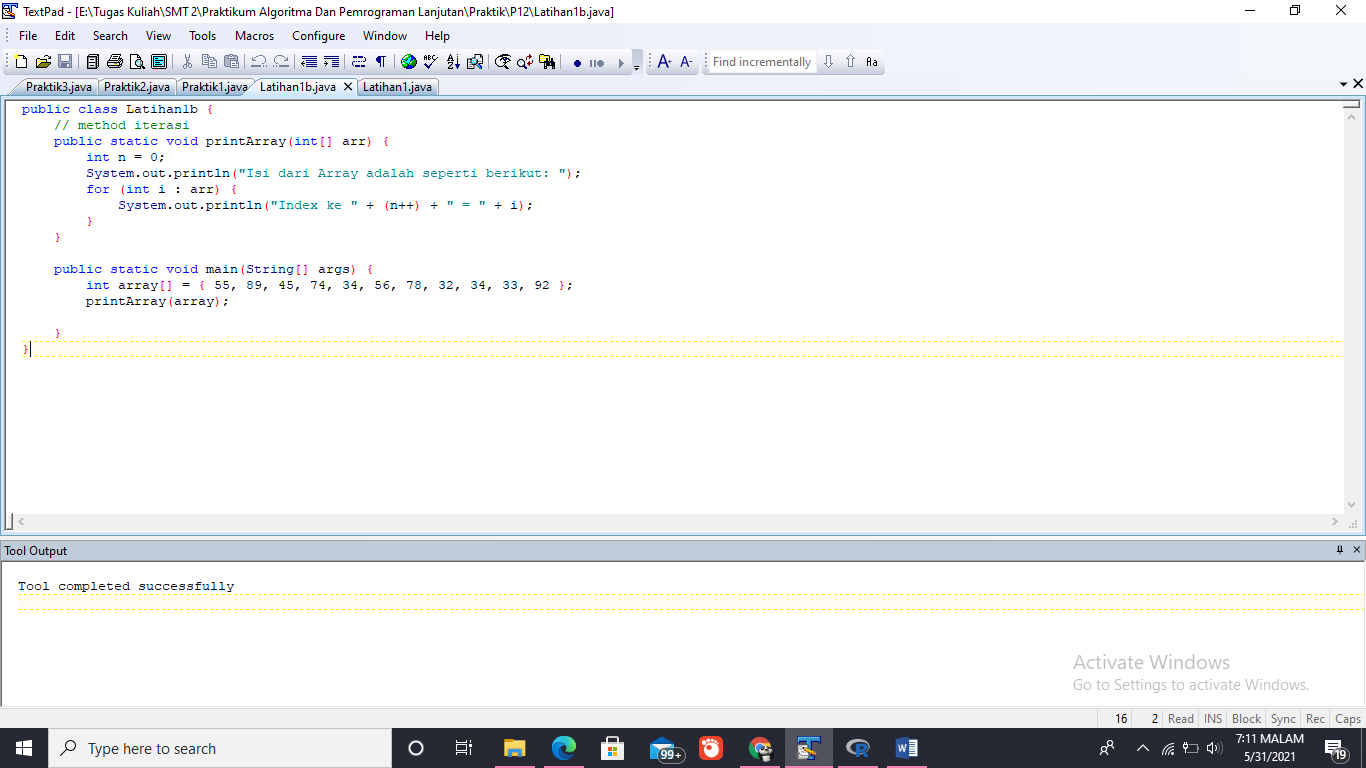 TextPad - [E:\Tugas Kuliah\SMT 2\Praktikum Algoritma Dan Pemrograman Lanjutan\Praktik\P12\Latihan1b.java]
File Edit Search View Tools Macros Configure Window Help
Find incrementally
Praktik3.java Praktik2.java Praktik1.java Latihan1b.java Latihan1.java
public class Latihan1b {
    // method iterasi
    public static void printArray(int[] arr) {
        int n = 0;
        System.out.println("Isi dari Array adalah seperti berikut: ");
        for (int i : arr) {
            System.out.println("Index ke " + (n++) + " = " + i);
        }
    }
    public static void main(String[] args) {
        int array[] = { 55, 89, 45, 74, 34, 56, 78, 32, 34, 33, 92 };
        printArray(array);
    }
}
Tool Output
Tool completed successfully
Activate Windows
Go to Settings to activate Windows.
16 2 Read INS Block Sync Rec Caps
Type here to search
99+
7:11 MALAM
5/31/2021
19